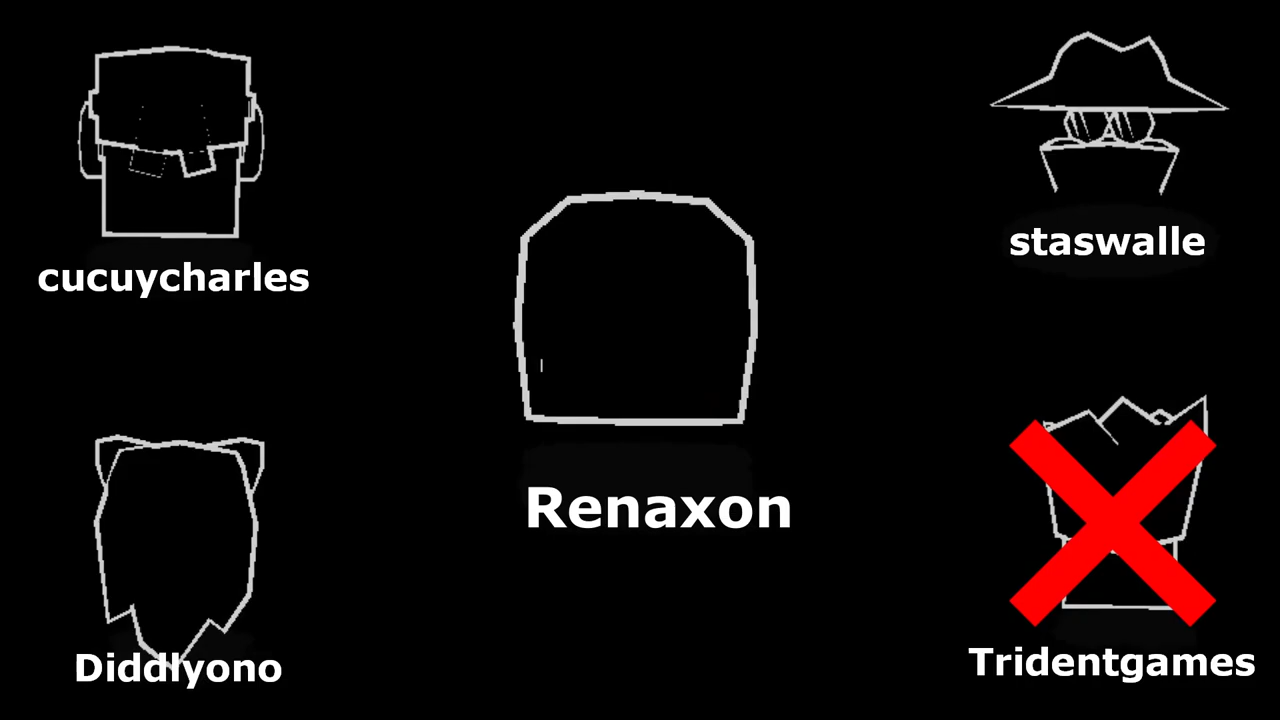 cucuycharles
staswalle
Renaxon
Diddlyono
Tridentgames